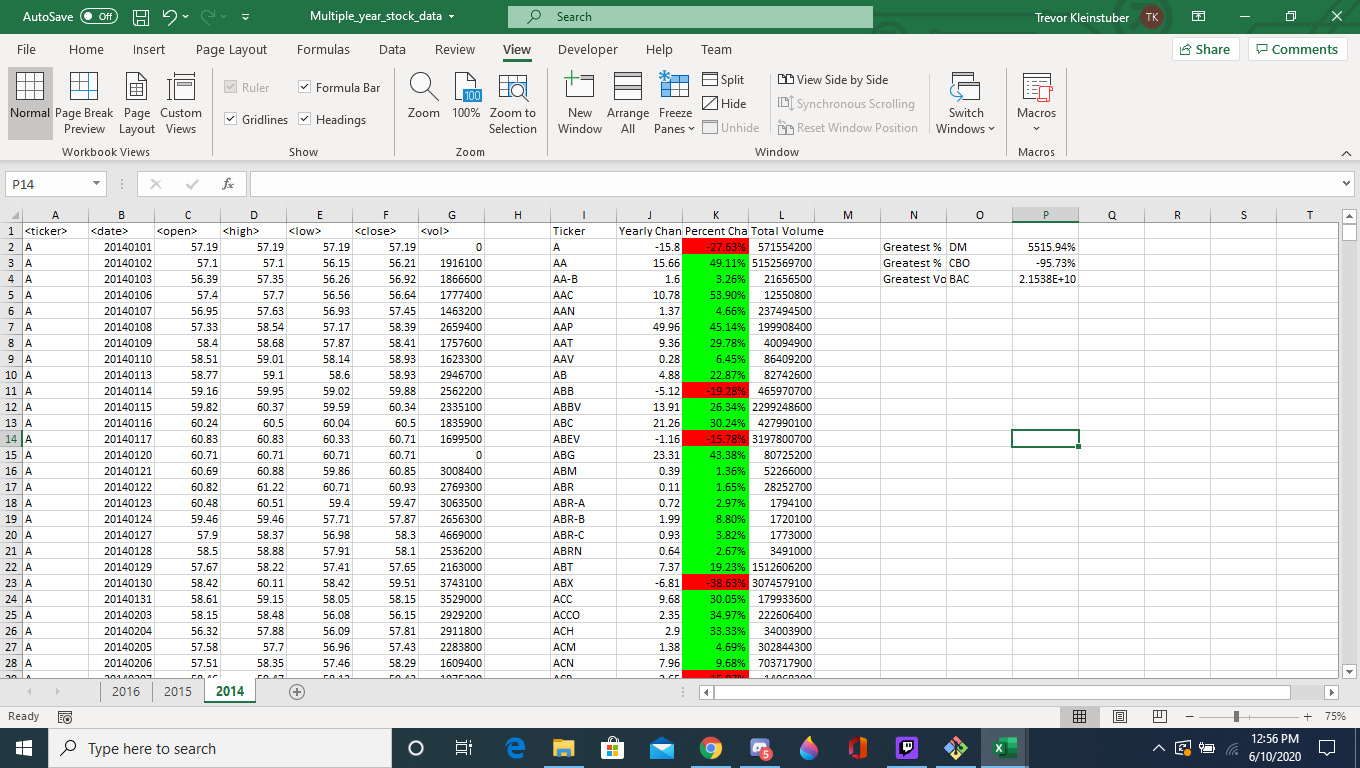 AutoSave Off Multiple_year_stock_data Search Trevor Kleinstuber TK
File Home Insert Page Layout Formulas Data Review View Developer Help Team Share Comments
Normal Page Break Preview Page Layout Custom Views
Workbook Views
Ruler Formula Bar
Gridlines Headings
Show
Zoom 100 100% Zoom to Selection
Zoom
New Window Arrange All Freeze Panes
Split
Hide
Unhide
View Side by Side
Synchronous Scrolling
Reset Window Position
Switch Windows
Window
Macros
Macros
P14 fx
A B C D E F G H I J K L M N O P Q R S T
1 <ticker> <date> <open> <high> <low> <close> <vol> Ticker Yearly Chan Percent Cha Total Volume
2 A 20140101 57.19 57.19 57.19 57.19 0 A -15.8 -27.63% 571554200 Greatest % DM 5515.94%
3 A 20140102 57.1 57.1 56.15 56.21 1916100 AA 15.66 49.11% 5152569700 Greatest % CBO -95.73%
4 A 20140103 56.39 57.35 56.26 56.92 1866600 AA-B 1.6 3.26% 21656500 Greatest Vo BAC 2.1538E+10
5 A 20140106 57.4 57.7 56.56 56.64 1777400 AAC 10.78 53.90% 12550800
6 A 20140107 56.95 57.63 56.93 57.45 1463200 AAN 1.37 4.66% 237494500
7 A 20140108 57.33 58.54 57.17 58.39 2659400 AAP 49.96 45.14% 199908400
8 A 20140109 58.4 58.68 57.87 58.41 1757600 AAT 9.36 29.78% 40094900
9 A 20140110 58.51 59.01 58.14 58.93 1623300 AAV 0.28 6.45% 86409200
10 A 20140113 58.77 59.1 58.6 58.93 2946700 AB 4.88 22.87% 82742600
11 A 20140114 59.16 59.95 59.02 59.88 2562200 ABB -5.12 -19.28% 465970700
12 A 20140115 59.82 60.37 59.59 60.34 2335100 ABBV 13.91 26.34% 2299248600
13 A 20140116 60.24 60.5 60.04 60.5 1835900 ABC 21.26 30.24% 427990100
14 A 20140117 60.83 60.83 60.33 60.71 1699500 ABEV -1.16 -15.78% 3197800700
15 A 20140120 60.71 60.71 60.71 60.71 0 ABG 23.31 43.38% 80725200
16 A 20140121 60.69 60.88 59.86 60.85 3008400 ABM 0.39 1.36% 52266000
17 A 20140122 60.82 61.22 60.71 60.93 2769300 ABR 0.11 1.65% 28252700
18 A 20140123 60.48 60.51 59.4 59.47 3063500 ABR-A 0.72 2.97% 1794100
19 A 20140124 59.46 59.46 57.71 57.87 2656300 ABR-B 1.99 8.80% 1720100
20 A 20140127 57.9 58.37 56.98 58.3 4669000 ABR-C 0.93 3.82% 1773000
21 A 20140128 58.5 58.88 57.91 58.1 2536200 ABRN 0.64 2.67% 3491000
22 A 20140129 57.67 58.22 57.41 57.65 2163000 ABT 7.37 19.23% 1512606200
23 A 20140130 58.42 60.11 58.42 59.51 3743100 ABX -6.81 -38.63% 3074579100
24 A 20140131 58.61 59.15 58.05 58.15 3529000 ACC 9.68 30.05% 179933600
25 A 20140203 58.15 58.48 56.08 56.15 2929200 ACCO 2.35 34.97% 222606400
26 A 20140204 56.32 57.88 56.09 57.81 2911800 ACH 2.9 33.33% 34003900
27 A 20140205 57.58 57.7 56.96 57.43 2283800 ACM 1.38 4.69% 302844300
28 A 20140206 57.51 58.35 57.46 58.29 1609400 ACN 7.96 9.68% 703717900
2016 2015 2014
Ready 75%
Type here to search 5 12:56 PM
6/10/2020